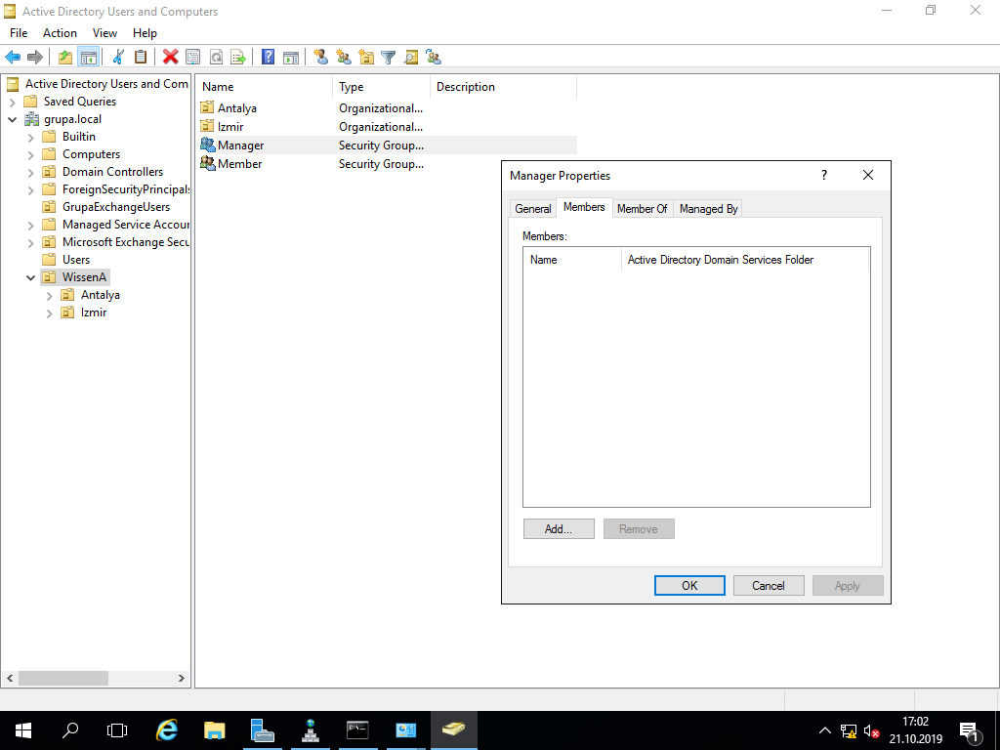 Active Directory Users and Computers
File Action View Help
Active Directory Users and Com
Saved Queries
grupa.local
Builtin
Computers
Domain Controllers
ForeignSecurityPrincipals
GrupaExchangeUsers
Managed Service Accour
Microsoft Exchange Secu
Users
WissenA
Antalya
Izmir
Name Type Description
Antalya Organizational...
Izmir Organizational...
Manager Security Group...
Member Security Group...
Manager Properties
?
General Members Member Of Managed By
Members:
Name Active Directory Domain Services Folder
Add... Remove
OK Cancel Apply
17:02
21.10.2019
1